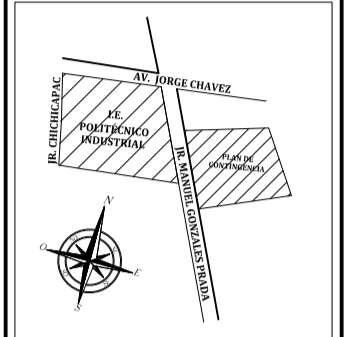 AV. JORGE CHAVEZ
JR. CHICHICAPAC
I.E.
POLITÉCNICO
INDUSTRIAL
JR. MANUEL GONZALES PRADA
PLAN DE
CONTINGENCIA
N
O
E
S